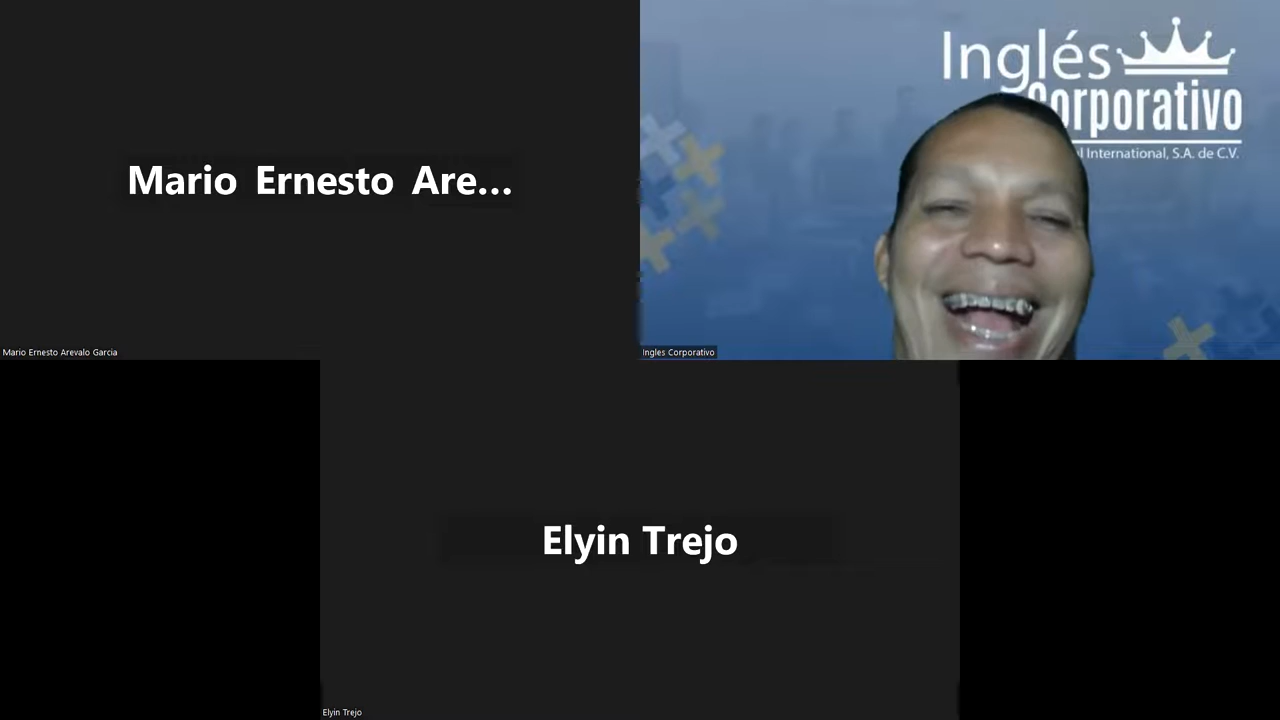 Mario Ernesto Are...
Mario Ernesto Arevalo Garcia
Inglés
Corporativo
l International, S.A. de C.V.
Ingles Corporativo
Elyin Trejo
Elyin Trejo